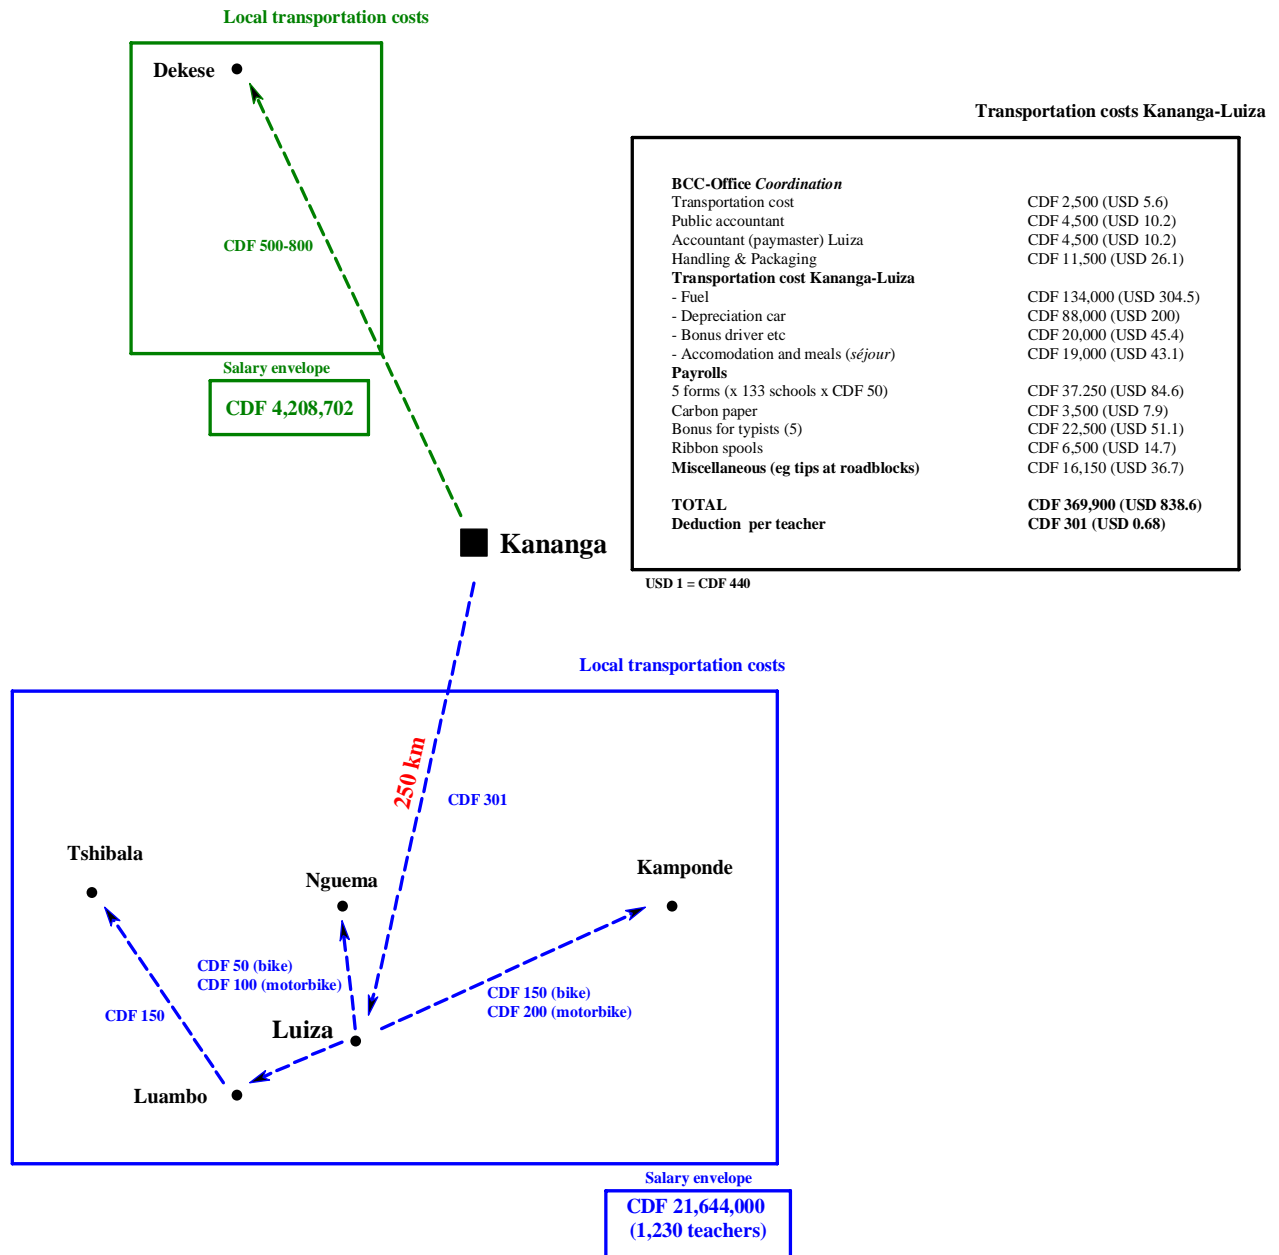 Local transportation costs
Dekese
CDF 500-800
Salary envelope
CDF 4,208,702
Transportation costs Kananga-Luiza
BCC-Office Coordination
Transportation cost CDF 2,500 (USD 5.6)
Public accountant CDF 4,500 (USD 10.2)
Accountant (paymaster) Luiza CDF 4,500 (USD 10.2)
Handling & Packaging CDF 11,500 (USD 26.1)
Transportation cost Kananga-Luiza
- Fuel CDF 134,000 (USD 304.5)
- Depreciation car CDF 88,000 (USD 200)
- Bonus driver etc CDF 20,000 (USD 45.4)
- Accomodation and meals (séjour) CDF 19,000 (USD 43.1)
Payrolls
5 forms (x 133 schools x CDF 50) CDF 37.250 (USD 84.6)
Carbon paper CDF 3,500 (USD 7.9)
Bonus for typists (5) CDF 22,500 (USD 51.1)
Ribbon spools CDF 6,500 (USD 14.7)
Miscellaneous (eg tips at roadblocks) CDF 16,150 (USD 36.7)
TOTAL CDF 369,900 (USD 838.6)
Deduction per teacher CDF 301 (USD 0.68)
USD 1 = CDF 440
Kananga
Local transportation costs
250 km
CDF 301
Tshibala
Nguema
Kamponde
CDF 50 (bike)
CDF 100 (motorbike)
CDF 150 (bike)
CDF 200 (motorbike)
CDF 150
Luiza
Luambo
Salary envelope
CDF 21,644,000
(1,230 teachers)